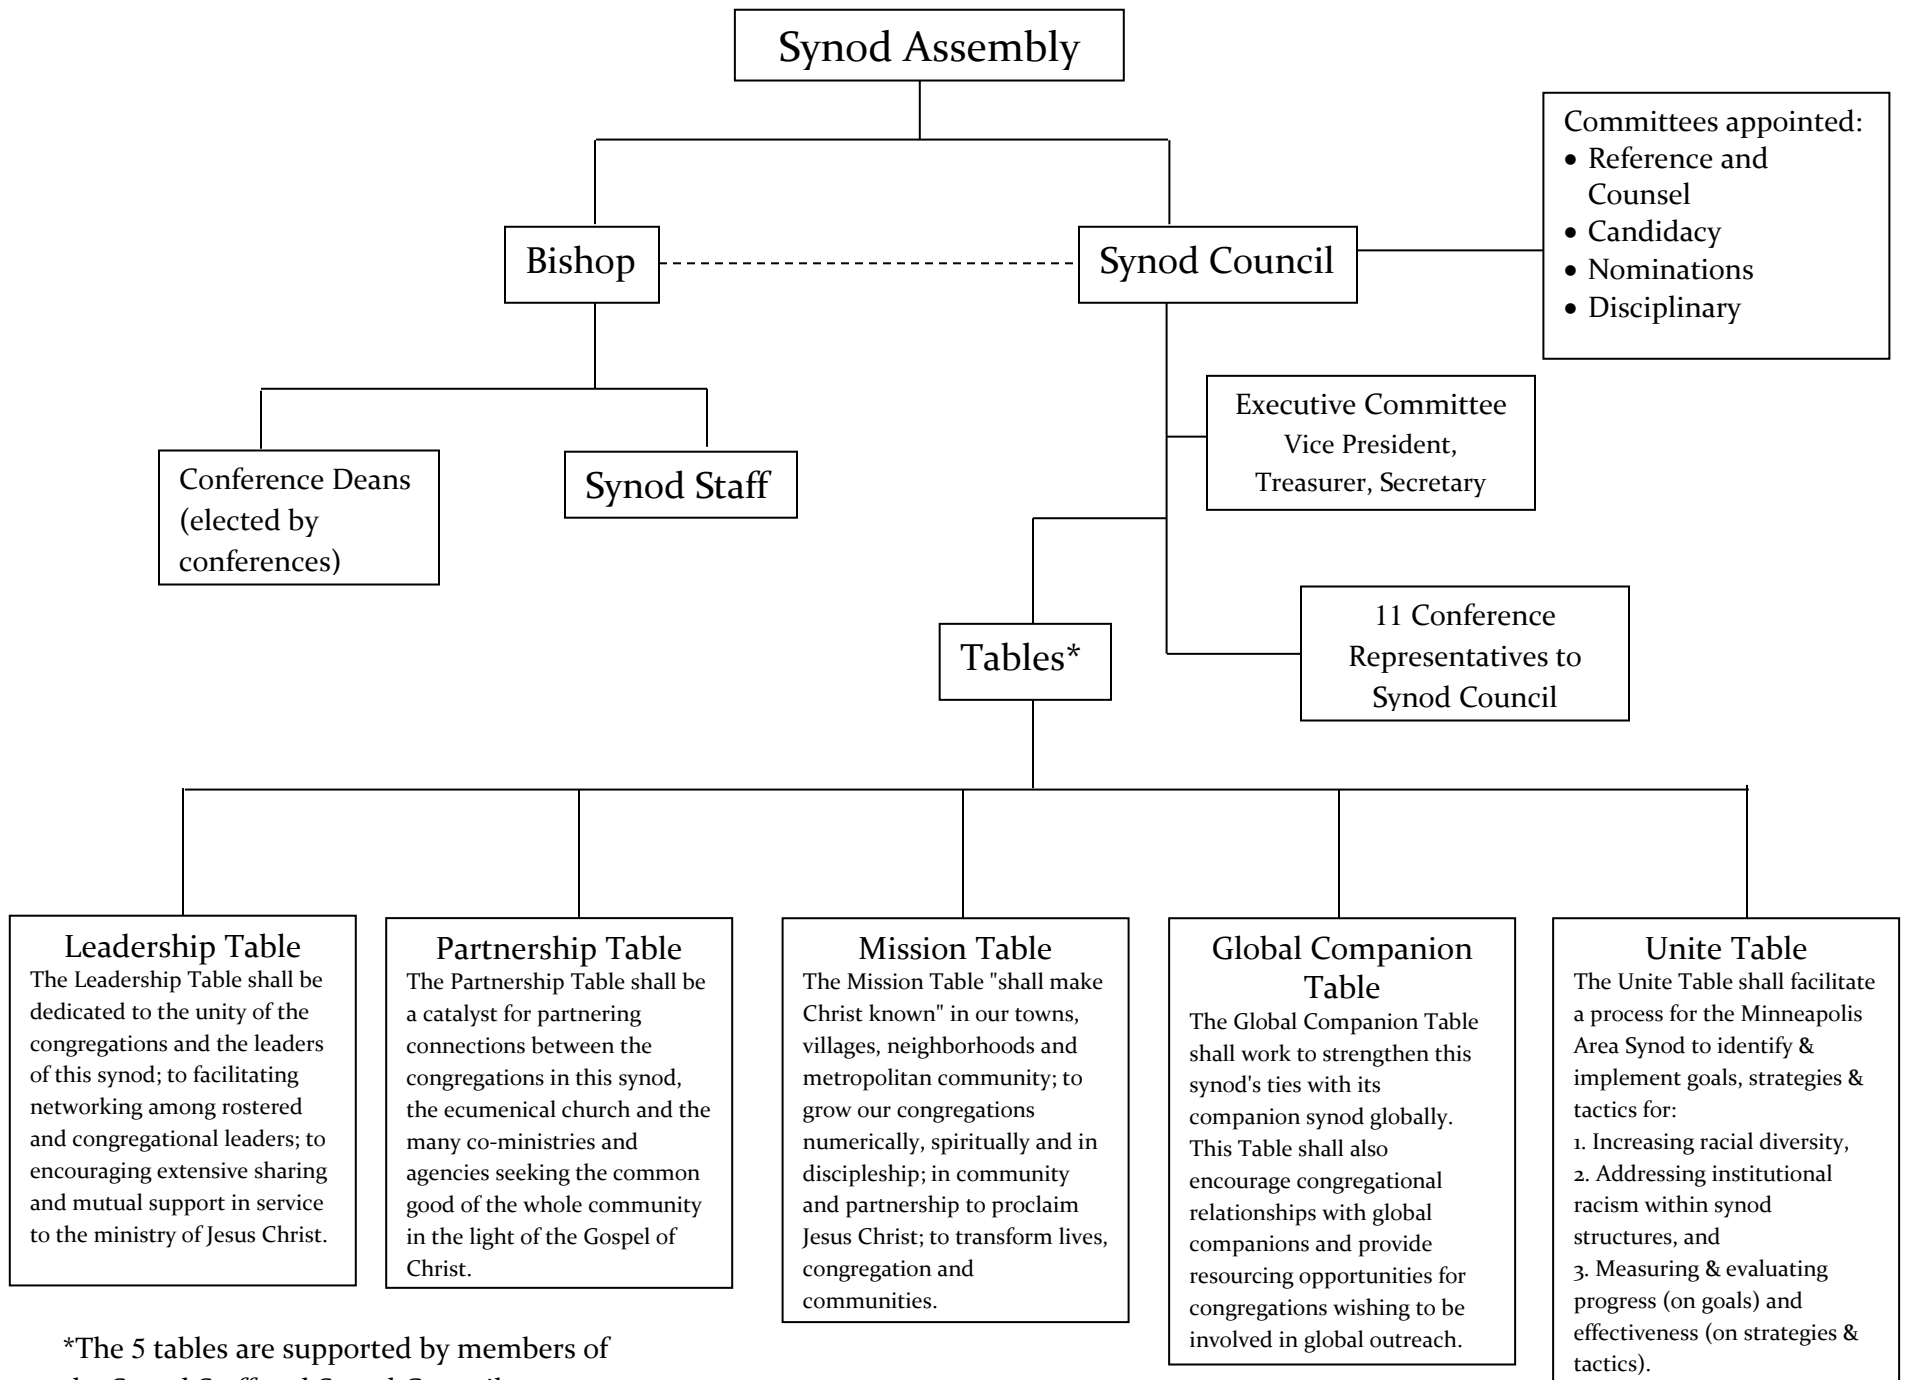 Synod Assembly
Committees appointed:
• Reference and
Counsel
• Candidacy
• Nominations
• Disciplinary
Bishop
Synod Council
Executive Committee
Vice President,
Treasurer, Secretary
Conference Deans
(elected by
conferences)
Synod Staff
11 Conference
Representatives to
Synod Council
Tables*
Leadership Table
The Leadership Table shall be
dedicated to the unity of the
congregations and the leaders
of this synod; to facilitating
networking among rostered
and congregational leaders; to
encouraging extensive sharing
and mutual support in service
to the ministry of Jesus Christ.
Partnership Table
The Partnership Table shall be
a catalyst for partnering
connections between the
congregations in this synod,
the ecumenical church and the
many co-ministries and
agencies seeking the common
good of the whole community
in the light of the Gospel of
Christ.
Mission Table
The Mission Table "shall make
Christ known" in our towns,
villages, neighborhoods and
metropolitan community; to
grow our congregations
numerically, spiritually and in
discipleship; in community
and partnership to proclaim
Jesus Christ; to transform lives,
congregation and
communities.
Global Companion
Table
The Global Companion Table
shall work to strengthen this
synod's ties with its
companion synod globally.
This Table shall also
encourage congregational
relationships with global
companions and provide
resourcing opportunities for
congregations wishing to be
involved in global outreach.
Unite Table
The Unite Table shall facilitate
a process for the Minneapolis
Area Synod to identify &
implement goals, strategies &
tactics for:
1. Increasing racial diversity,
2. Addressing institutional
racism within synod
structures, and
3. Measuring & evaluating
progress (on goals) and
effectiveness (on strategies &
tactics).
*The 5 tables are supported by members of